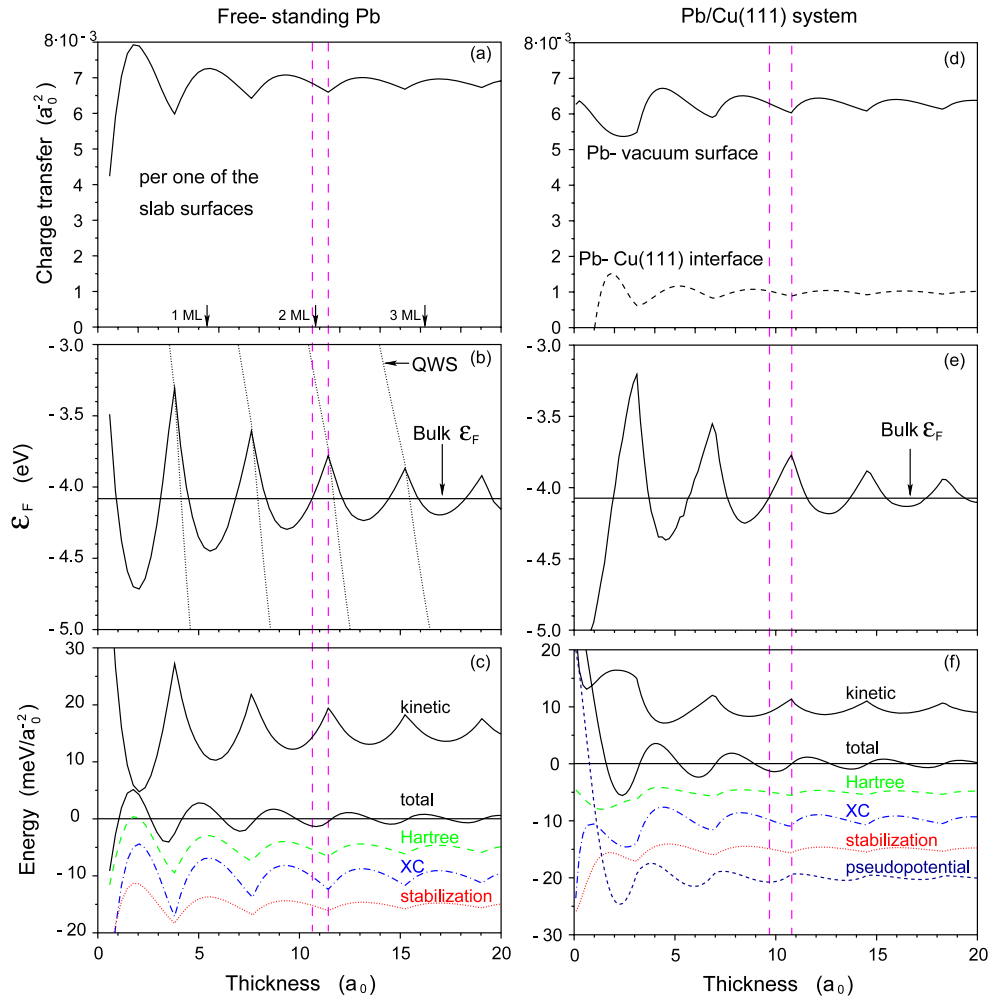 Free- standing Pb
Pb/Cu(111) system
8·10⁻³
7
6
5
4
3
2
1
0
Charge transfer (a₀⁻²)
(a)
per one of the
slab surfaces
1 ML
2 ML
3 ML
8·10⁻³
7
6
5
4
3
2
1
0
(d)
Pb- vacuum surface
Pb- Cu(111) interface
- 3.0
- 3.5
- 4.0
- 4.5
- 5.0
ε_F (eV)
(b)
QWS
Bulk ε_F
- 3.0
- 3.5
- 4.0
- 4.5
- 5.0
(e)
Bulk ε_F
30
20
10
0
- 10
- 20
Energy (meV/a₀⁻²)
(c)
kinetic
total
Hartree
XC
stabilization
0
5
10
15
20
Thickness (a₀)
20
10
0
- 10
- 20
- 30
(f)
kinetic
total
Hartree
XC
stabilization
pseudopotential
0
5
10
15
20
Thickness (a₀)